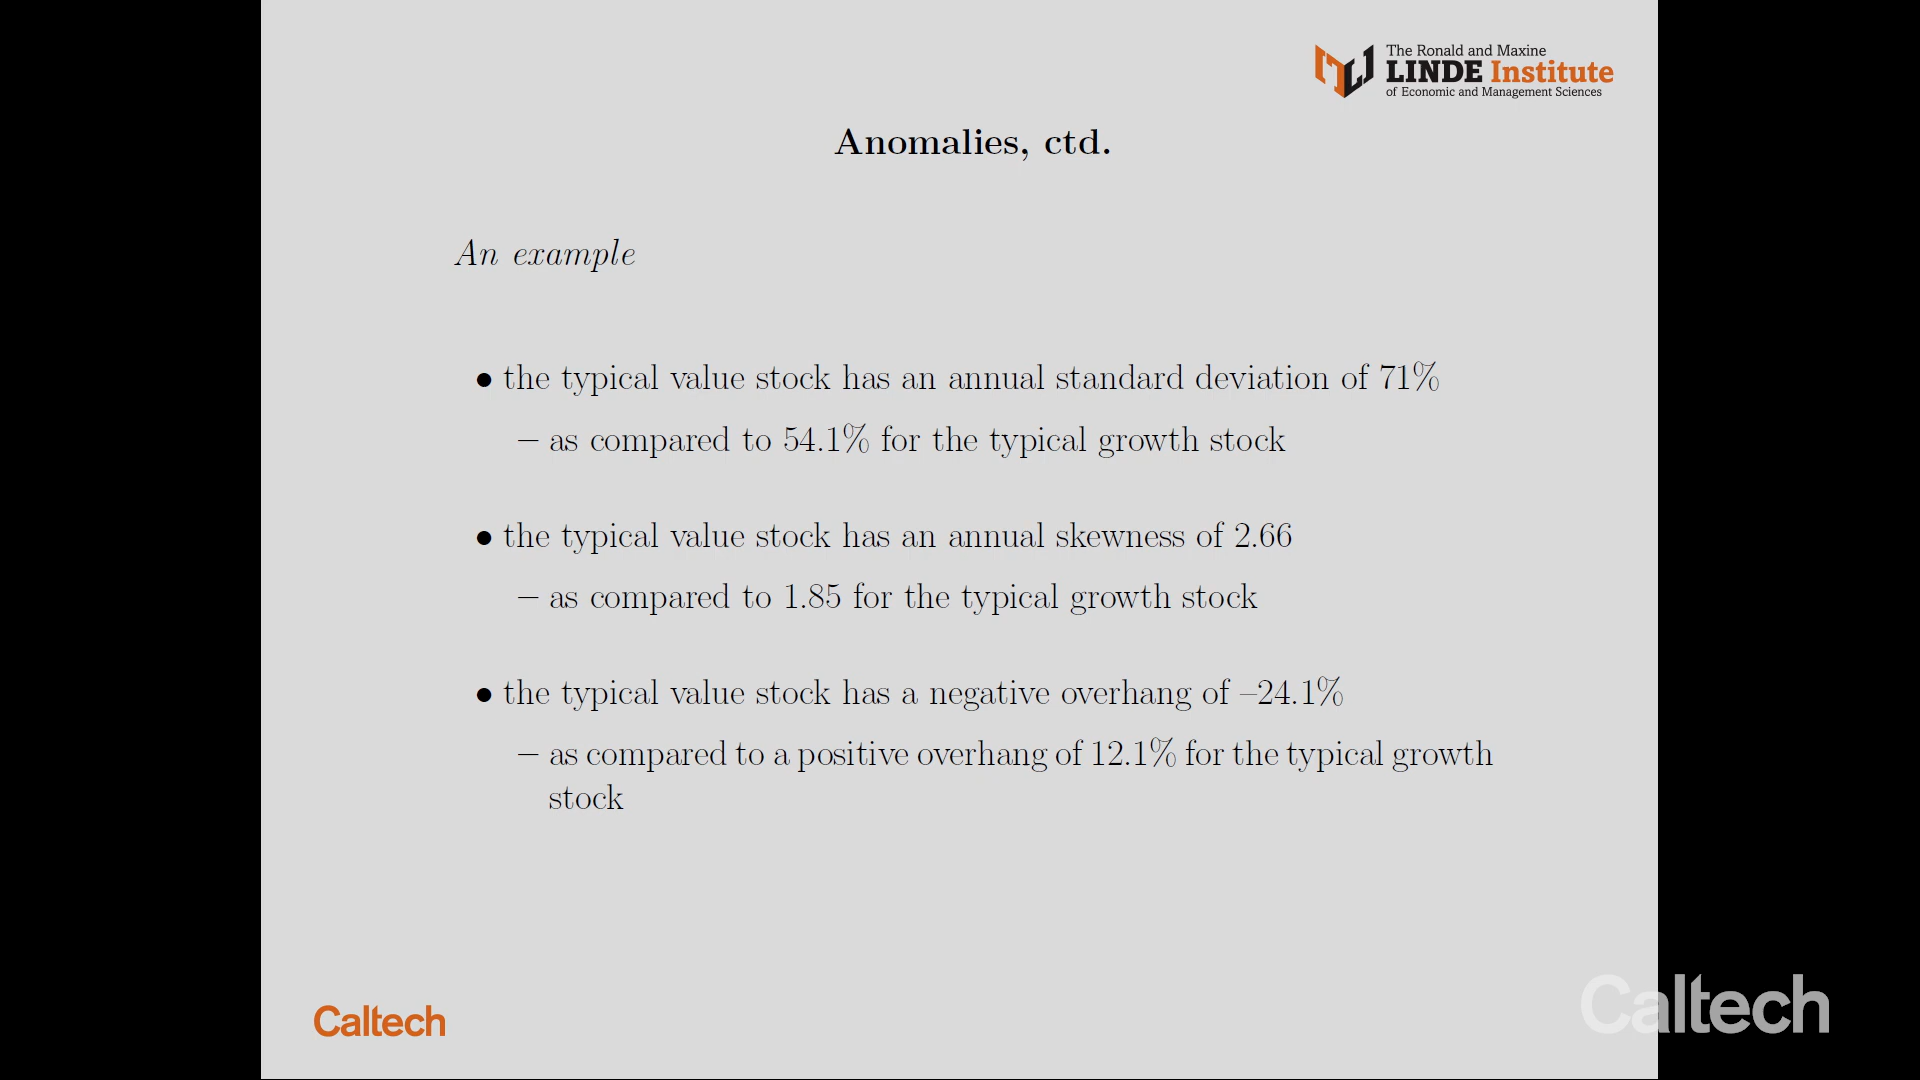 The Ronald and Maxine
LINDE Institute
of Economic and Management Sciences
Anomalies, ctd.
An example
• the typical value stock has an annual standard deviation of 71%
– as compared to 54.1% for the typical growth stock
• the typical value stock has an annual skewness of 2.66
– as compared to 1.85 for the typical growth stock
• the typical value stock has a negative overhang of –24.1%
– as compared to a positive overhang of 12.1% for the typical growth
stock
Caltech
Caltech